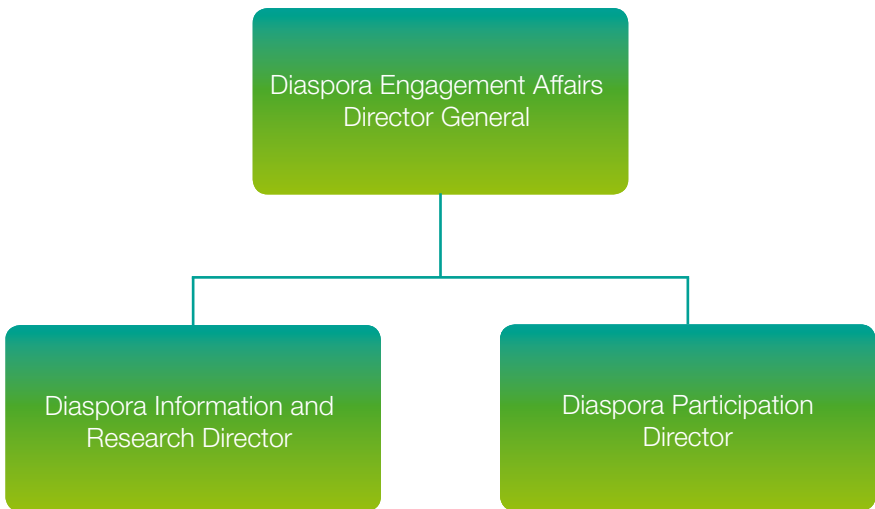 Diaspora Engagement Affairs
Director General
Diaspora Information and
Research Director
Diaspora Participation
Director